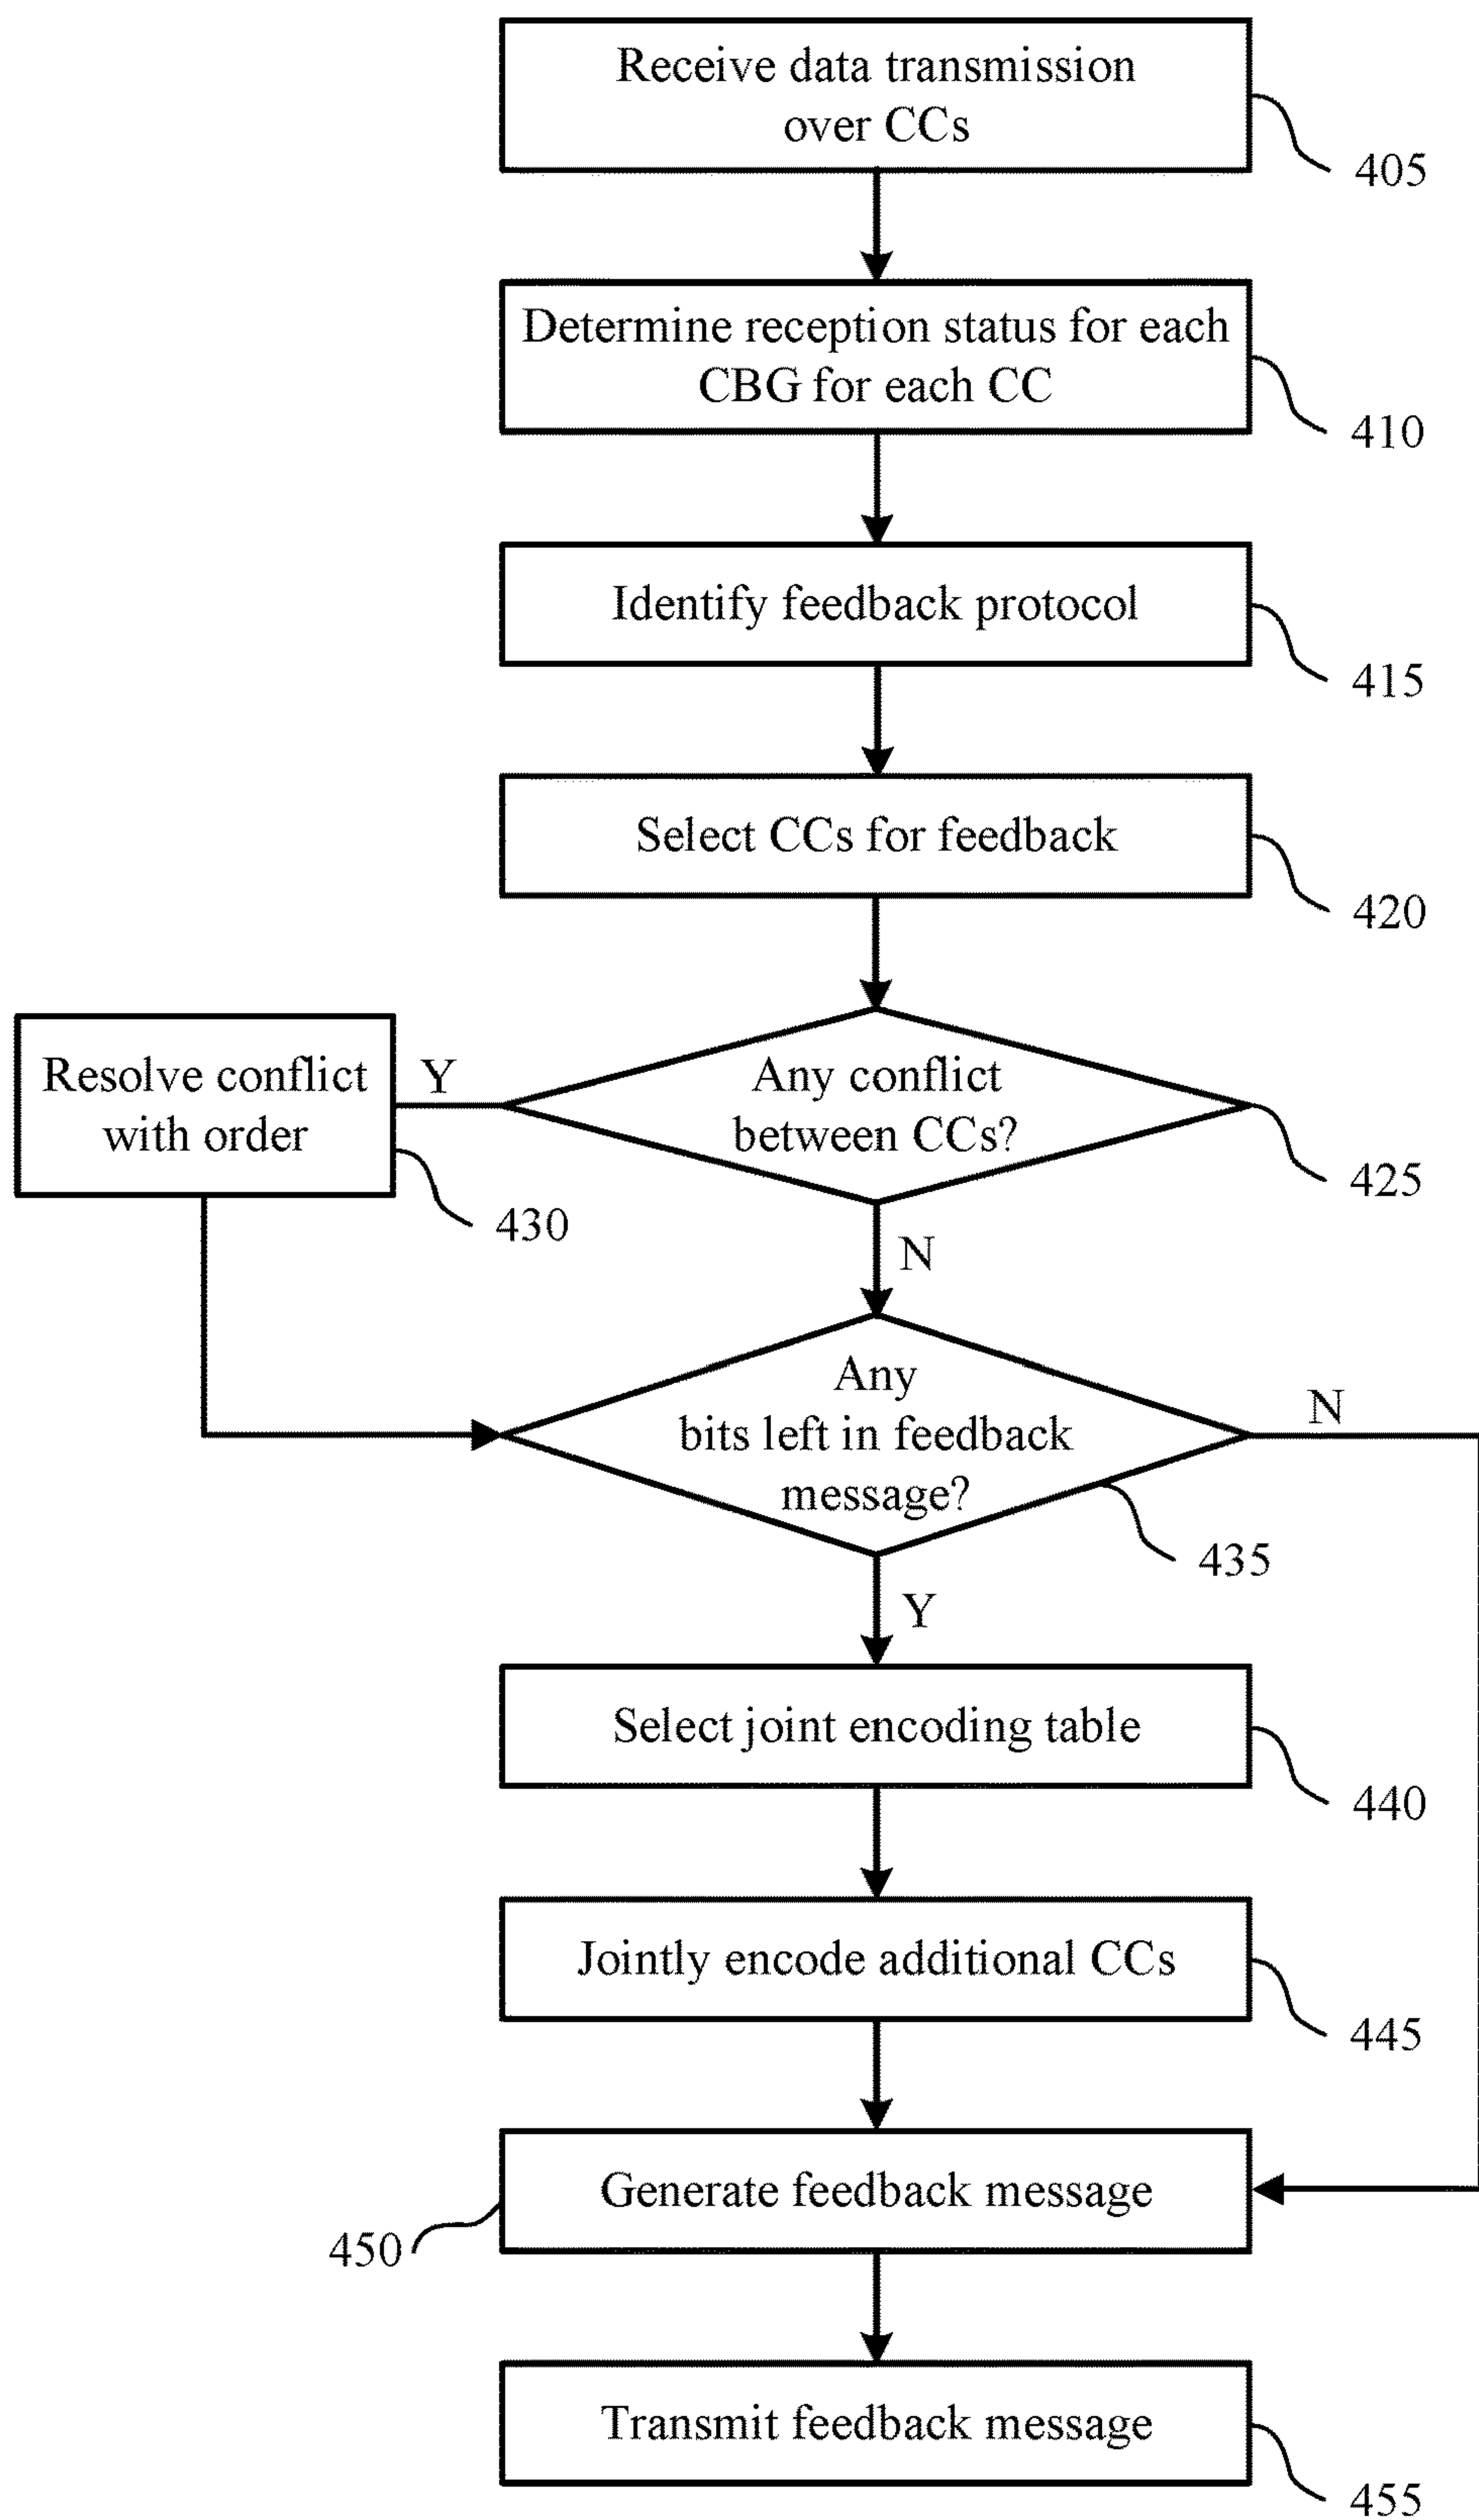 Receive data transmission
over CCs
405
Determine reception status for each
CBG for each CC
410
Identify feedback protocol
415
Select CCs for feedback
420
Resolve conflict
with order
430
Y
Any conflict
between CCs?
425
N
Any
bits left in feedback
message?
435
N
Y
Select joint encoding table
440
Jointly encode additional CCs
445
Generate feedback message
450
Transmit feedback message
455